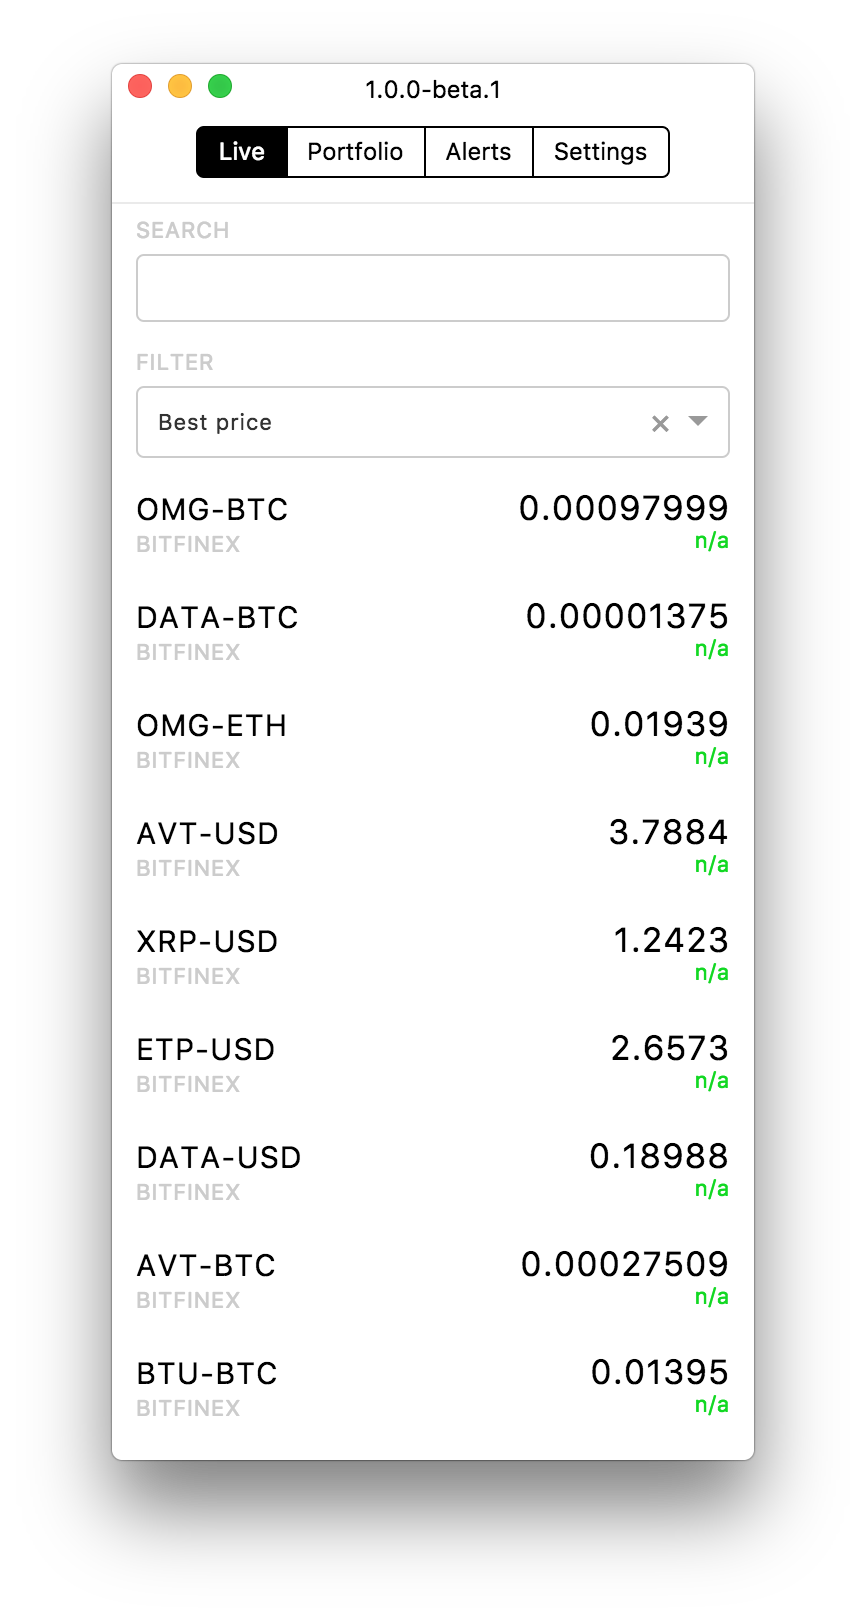 1.0.0-beta.1
Live Portfolio Alerts Settings
SEARCH
FILTER
Best price
OMG-BTC 0.00097999
BITFINEX n/a
DATA-BTC 0.00001375
BITFINEX n/a
OMG-ETH 0.01939
BITFINEX n/a
AVT-USD 3.7884
BITFINEX n/a
XRP-USD 1.2423
BITFINEX n/a
ETP-USD 2.6573
BITFINEX n/a
DATA-USD 0.18988
BITFINEX n/a
AVT-BTC 0.00027509
BITFINEX n/a
BTU-BTC 0.01395
BITFINEX n/a